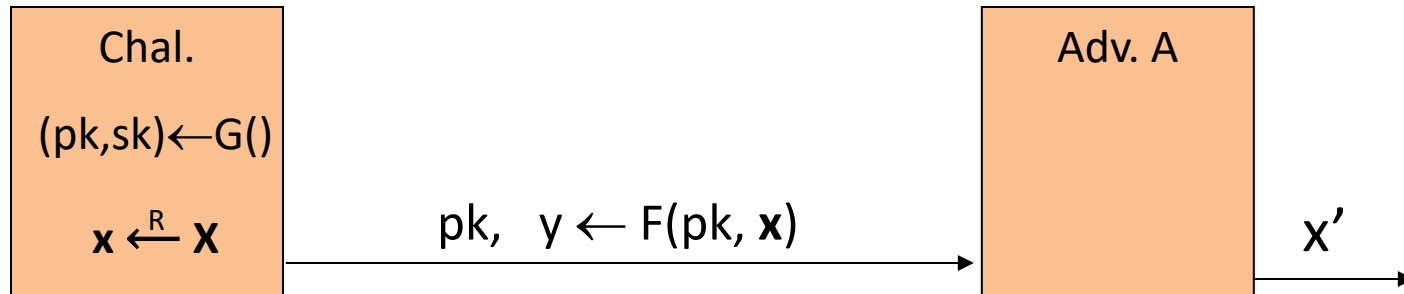 Chal.
(pk,sk)←G()
x ←R X
pk, y ← F(pk, x)
Adv. A
x’